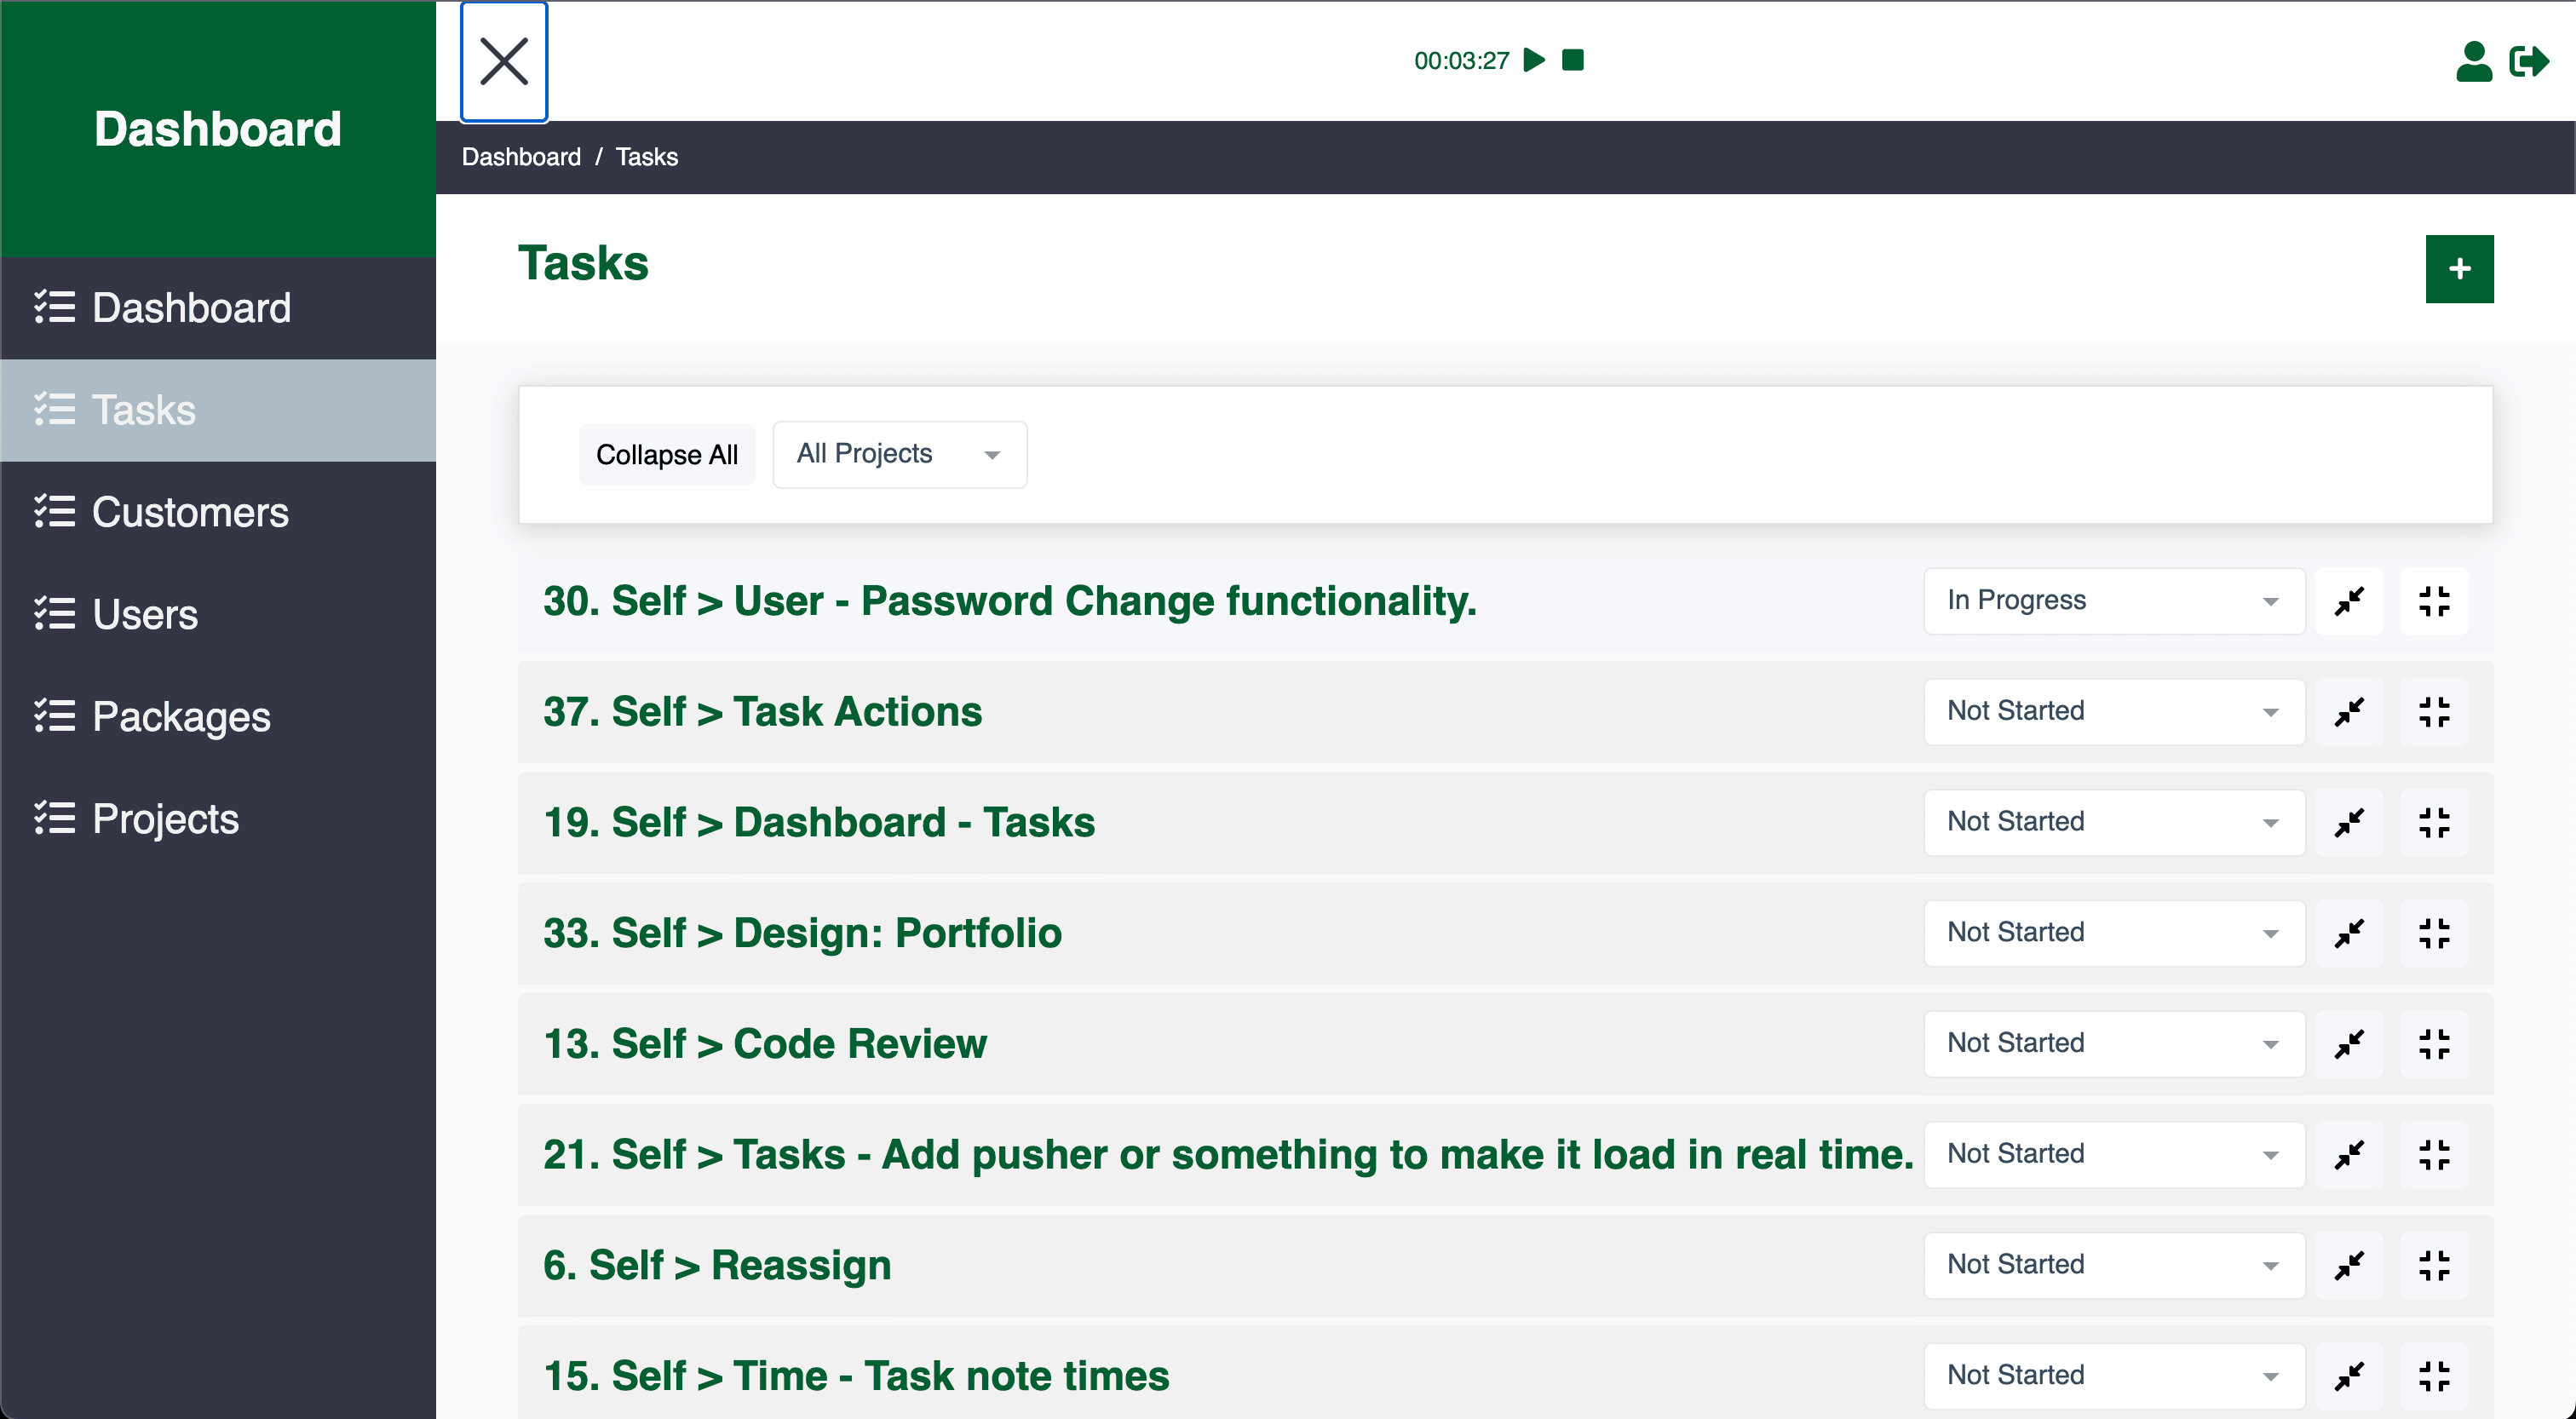 Dashboard
00:03:27
Dashboard / Tasks
Dashboard
Tasks
Customers
Users
Packages
Projects
Tasks
+
Collapse All
All Projects
30. Self > User - Password Change functionality.
In Progress
37. Self > Task Actions
Not Started
19. Self > Dashboard - Tasks
Not Started
33. Self > Design: Portfolio
Not Started
13. Self > Code Review
Not Started
21. Self > Tasks - Add pusher or something to make it load in real time.
Not Started
6. Self > Reassign
Not Started
15. Self > Time - Task note times
Not Started